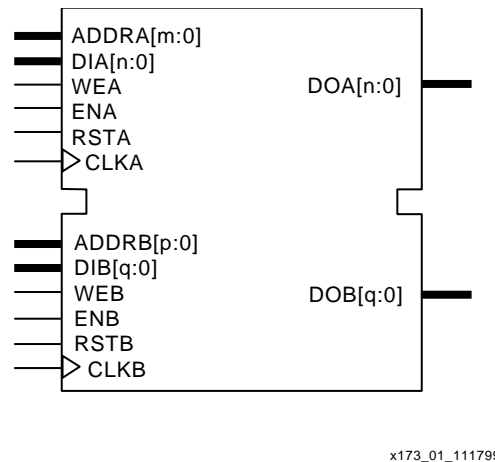 ADDRA[m:0]
DIA[n:0]
WEA
DOA[n:0]
ENA
RSTA
CLKA
ADDRB[p:0]
DIB[q:0]
WEB
DOB[q:0]
ENB
RSTB
CLKB
x173_01_111799